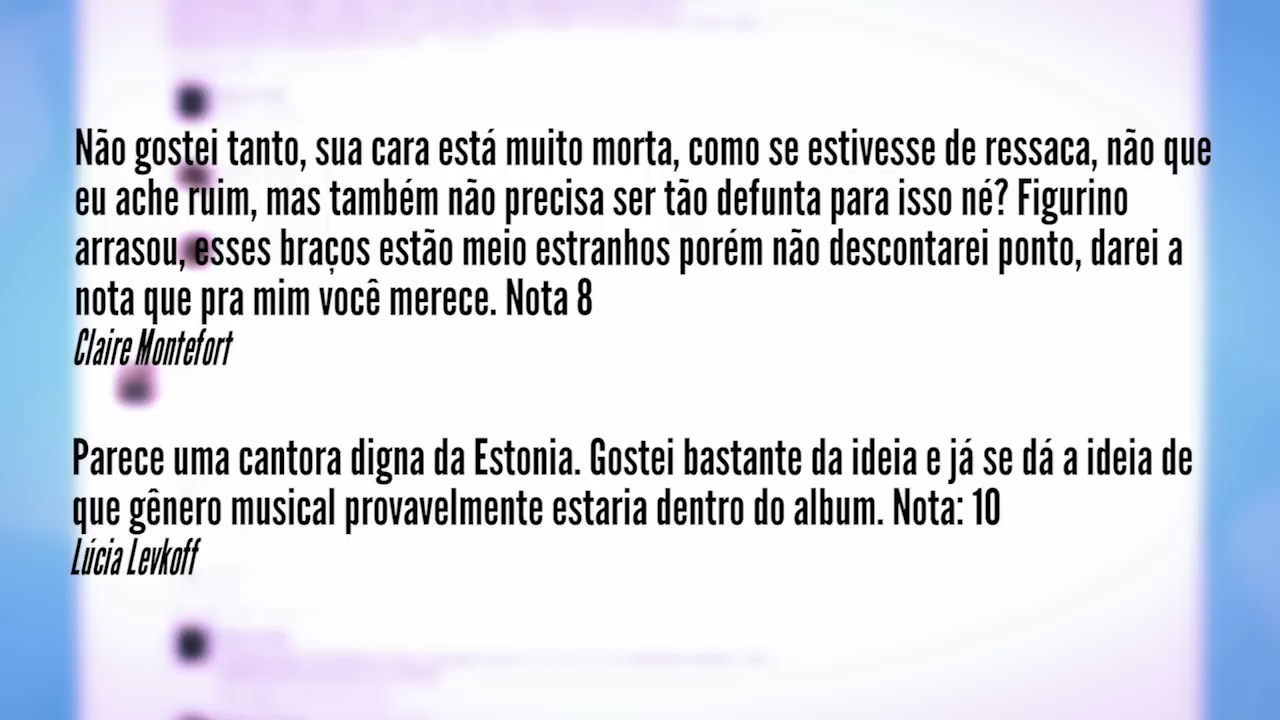 Não gostei tanto, sua cara está muito morta, como se estivesse de ressaca, não que
eu ache ruim, mas também não precisa ser tão defunta para isso né? Figurino
arrasou, esses braços estão meio estranhos porém não descontarei ponto, darei a
nota que pra mim você merece. Nota 8
Claire Montefort
Parece uma cantora digna da Estonia. Gostei bastante da ideia e já se dá a ideia de
que gênero musical provavelmente estaria dentro do album. Nota: 10
Lúcia Levkoff